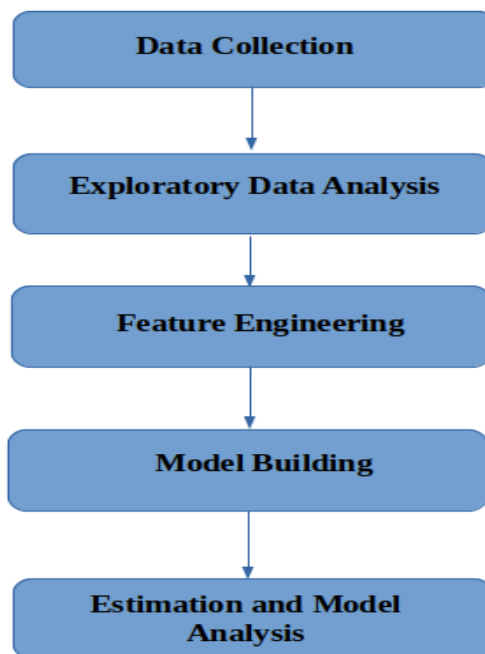 Data Collection
Exploratory Data Analysis
Feature Engineering
Model Building
Estimation and Model
Analysis